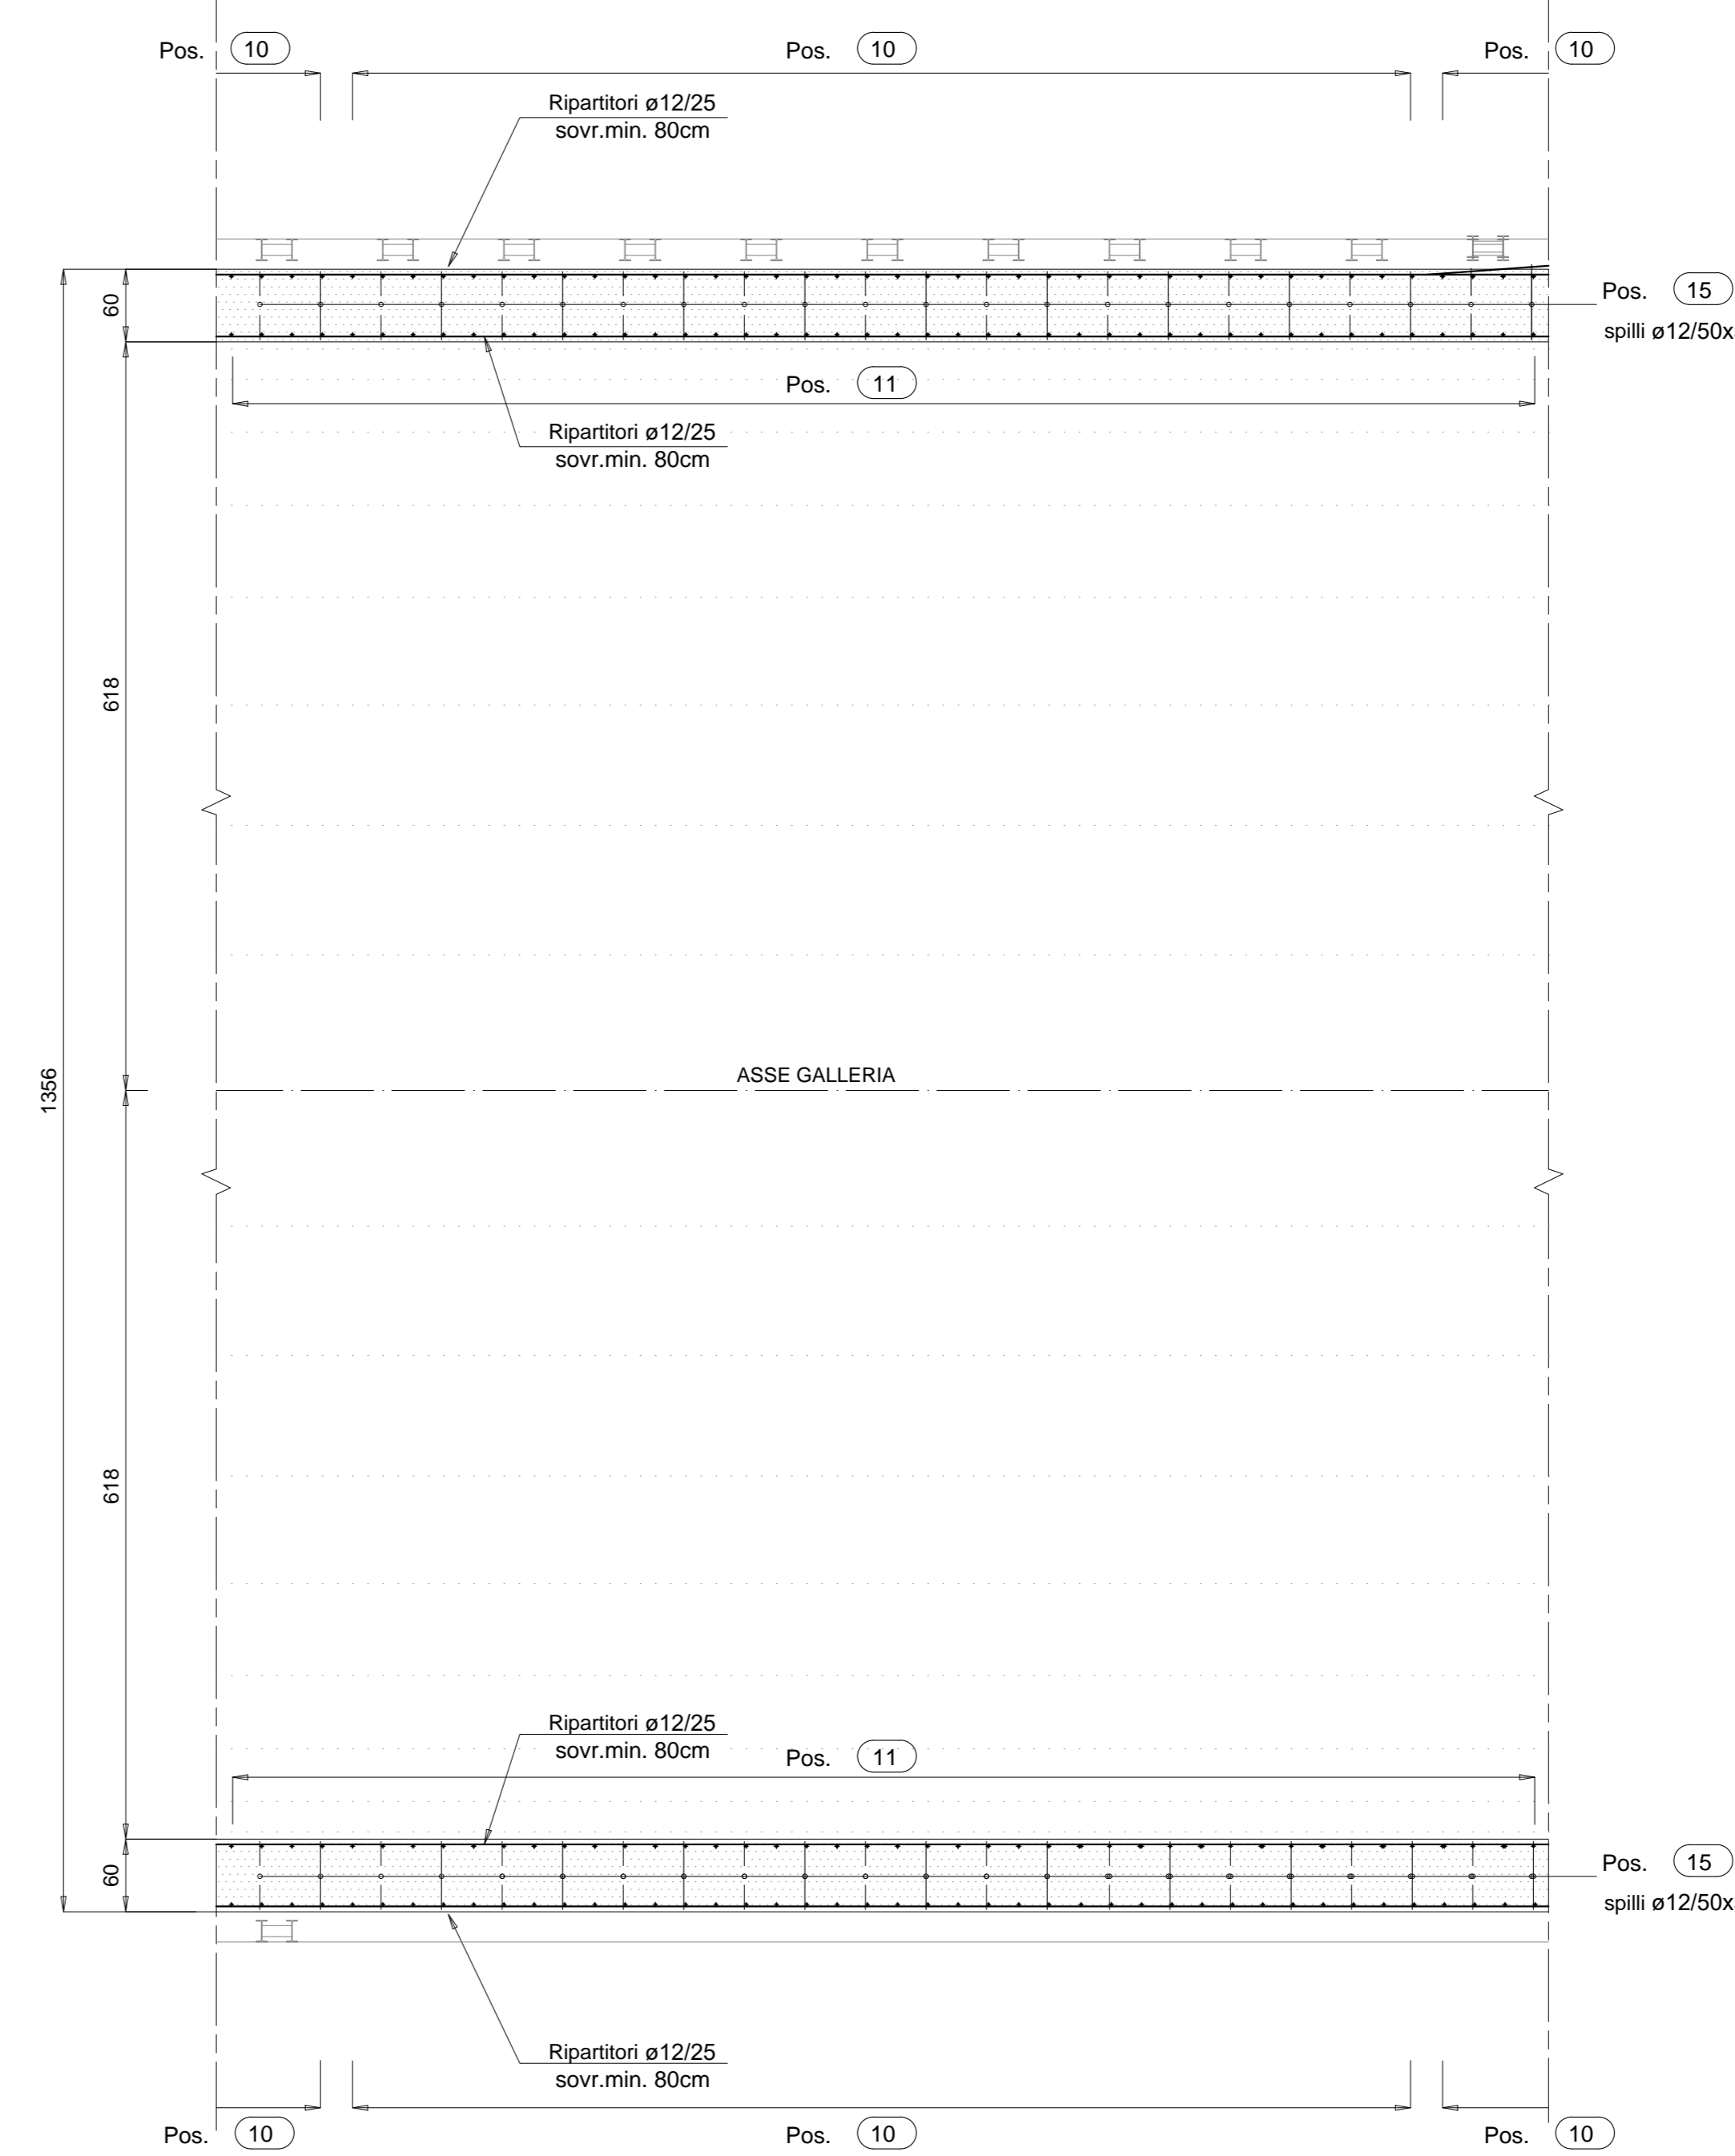 Pos. 10
Pos. 10
Pos. 10
Ripartitori ø12/25
sovr.min. 80cm
60
Pos. 15
spilli ø12/50x
Pos. 11
Ripartitori ø12/25
sovr.min. 80cm
618
1356
ASSE GALLERIA
618
Ripartitori ø12/25
sovr.min. 80cm
Pos. 11
60
Pos. 15
spilli ø12/50x
Ripartitori ø12/25
sovr.min. 80cm
Pos. 10
Pos. 10
Pos. 10